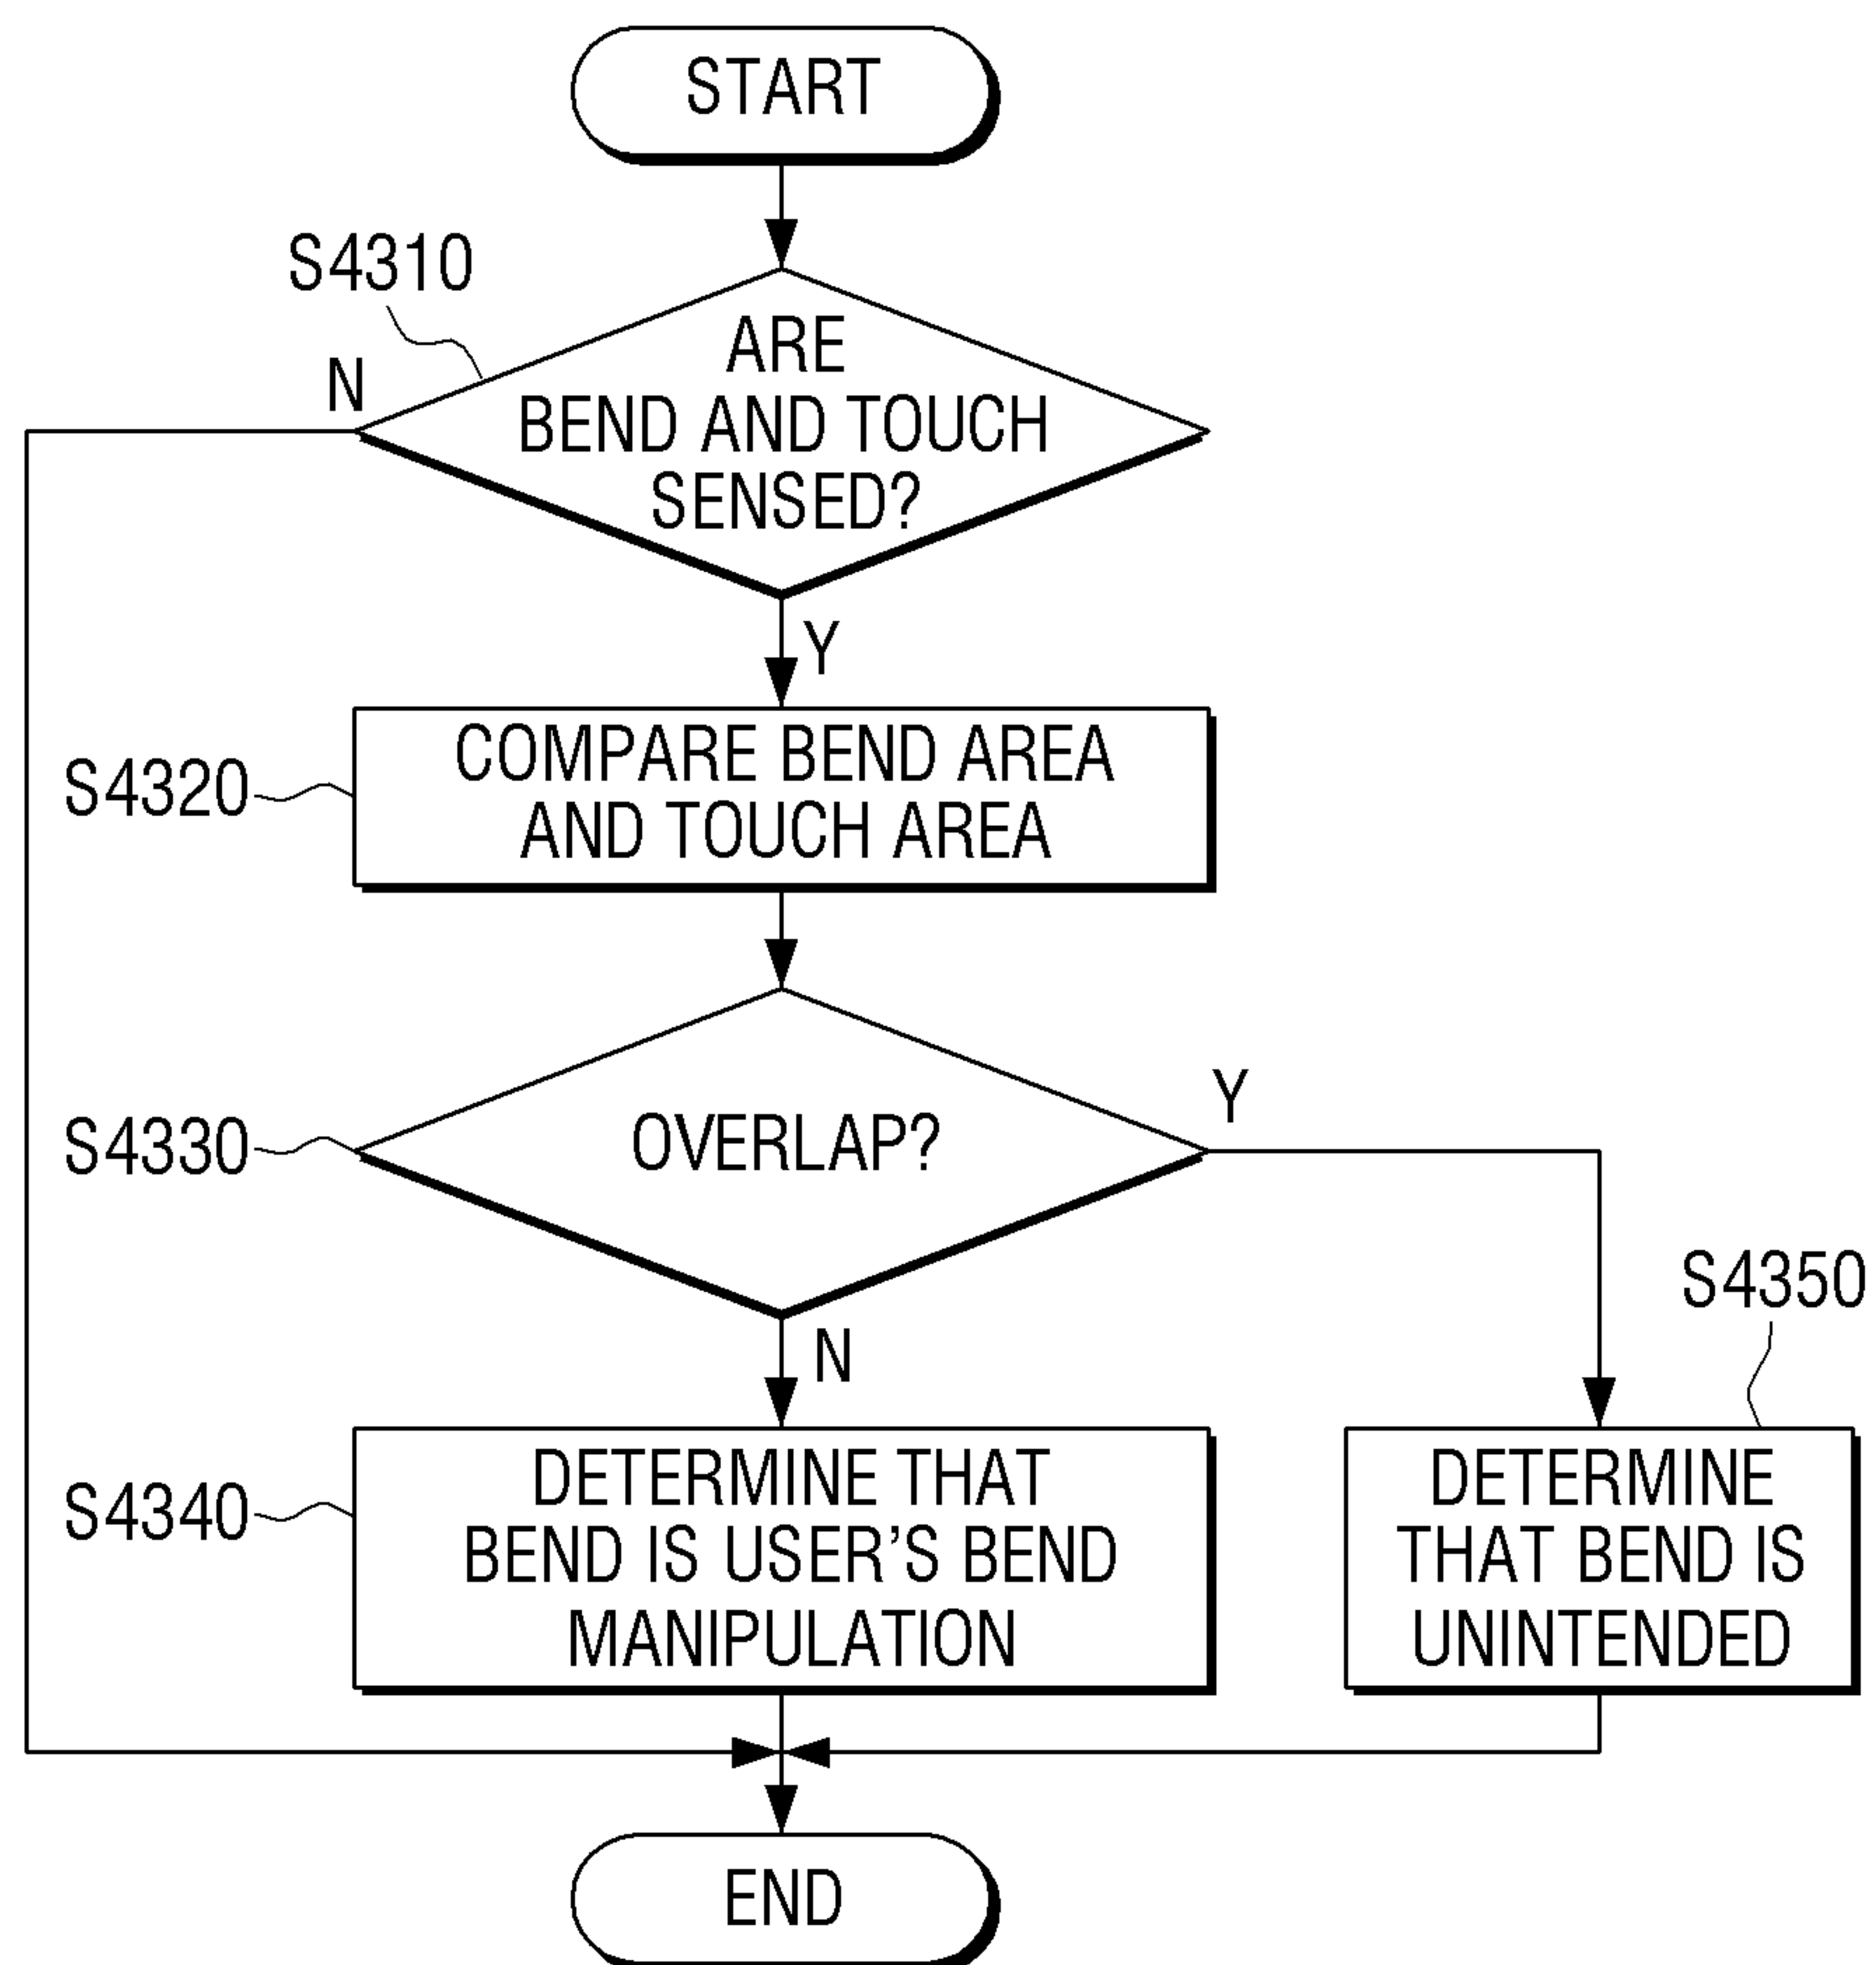 START
S4310
N
ARE
BEND AND TOUCH
SENSED?
Y
S4320
COMPARE BEND AREA
AND TOUCH AREA
S4330
OVERLAP?
Y
N
S4340
DETERMINE THAT
BEND IS USER'S BEND
MANIPULATION
S4350
DETERMINE
THAT BEND IS
UNINTENDED
END